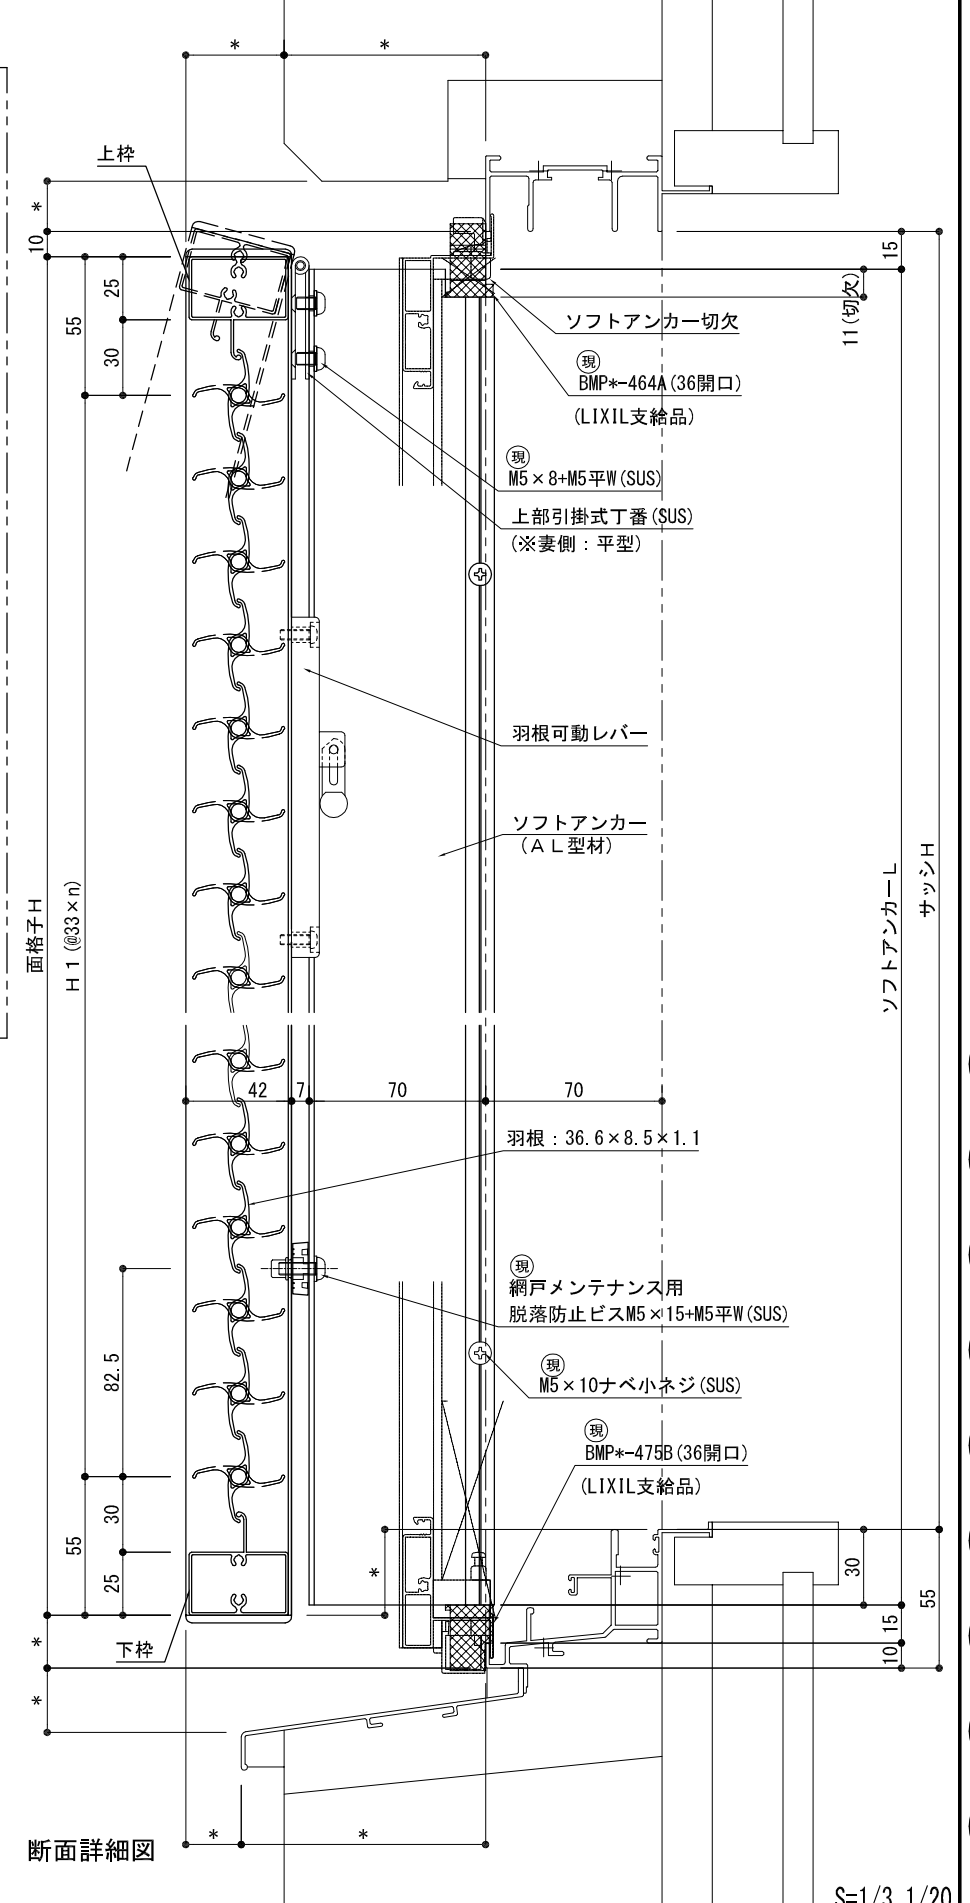 *
*
上枠
*
10
15
25
55
30
11(切欠)
ソフトアンカー切欠
現
BMP*-464A(36開口)
(LIXIL支給品)
現
M5×8+M5平W(SUS)
上部引掛式丁番(SUS)
(※妻側：平型)
羽根可動レバー
ソフトアンカー
(ＡＬ型材)
面格子Ｈ
Ｈ１(@33×n)
ソフトアンカーＬ
サッシＨ
42
7
70
70
羽根：36.6×8.5×1.1
現
網戸メンテナンス用
脱落防止ビスM5×15+M5平W(SUS)
82.5
現
M5×10ナベ小ネジ(SUS)
現
BMP*-475B(36開口)
(LIXIL支給品)
55
30
25
*
30
55
15
10
*
下枠
*
*
*
断面詳細図
S=1/3,1/20